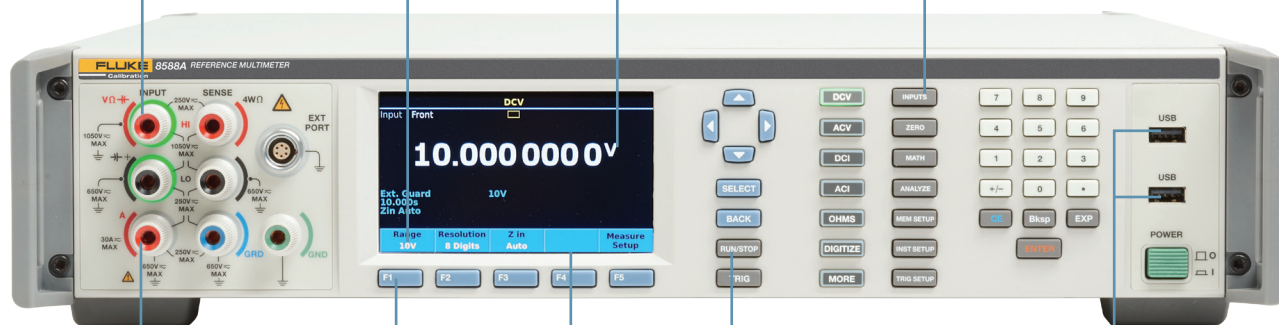 FLUKE 8588A REFERENCE MULTIMETER
Calibration
INPUT SENSE
VΩ 4WΩ
250V MAX
HI
1050V MAX
1050V MAX
EXT PORT
LO
650V MAX
250V MAX
650V MAX
A
30A MAX
250V MAX
GRD
GND
650V MAX
650V MAX
DCV
Input Front
10.000 000 0 V
Ext. Guard 10V
10.000s
Zin Auto
Range Resolution Z in Measure
10V 8 Digits Auto Setup
F1 F2 F3 F4 F5
SELECT
BACK
RUN/STOP
TRIG
DCV INPUTS
ACV ZERO
DCI MATH
ACI ANALYZE
OHMS MEM SETUP
DIGITIZE INST SETUP
MORE TRIG SETUP
7 8 9
4 5 6
1 2 3
+/− 0 •
CE Bksp EXP
ENTER
USB
USB
POWER
O
I